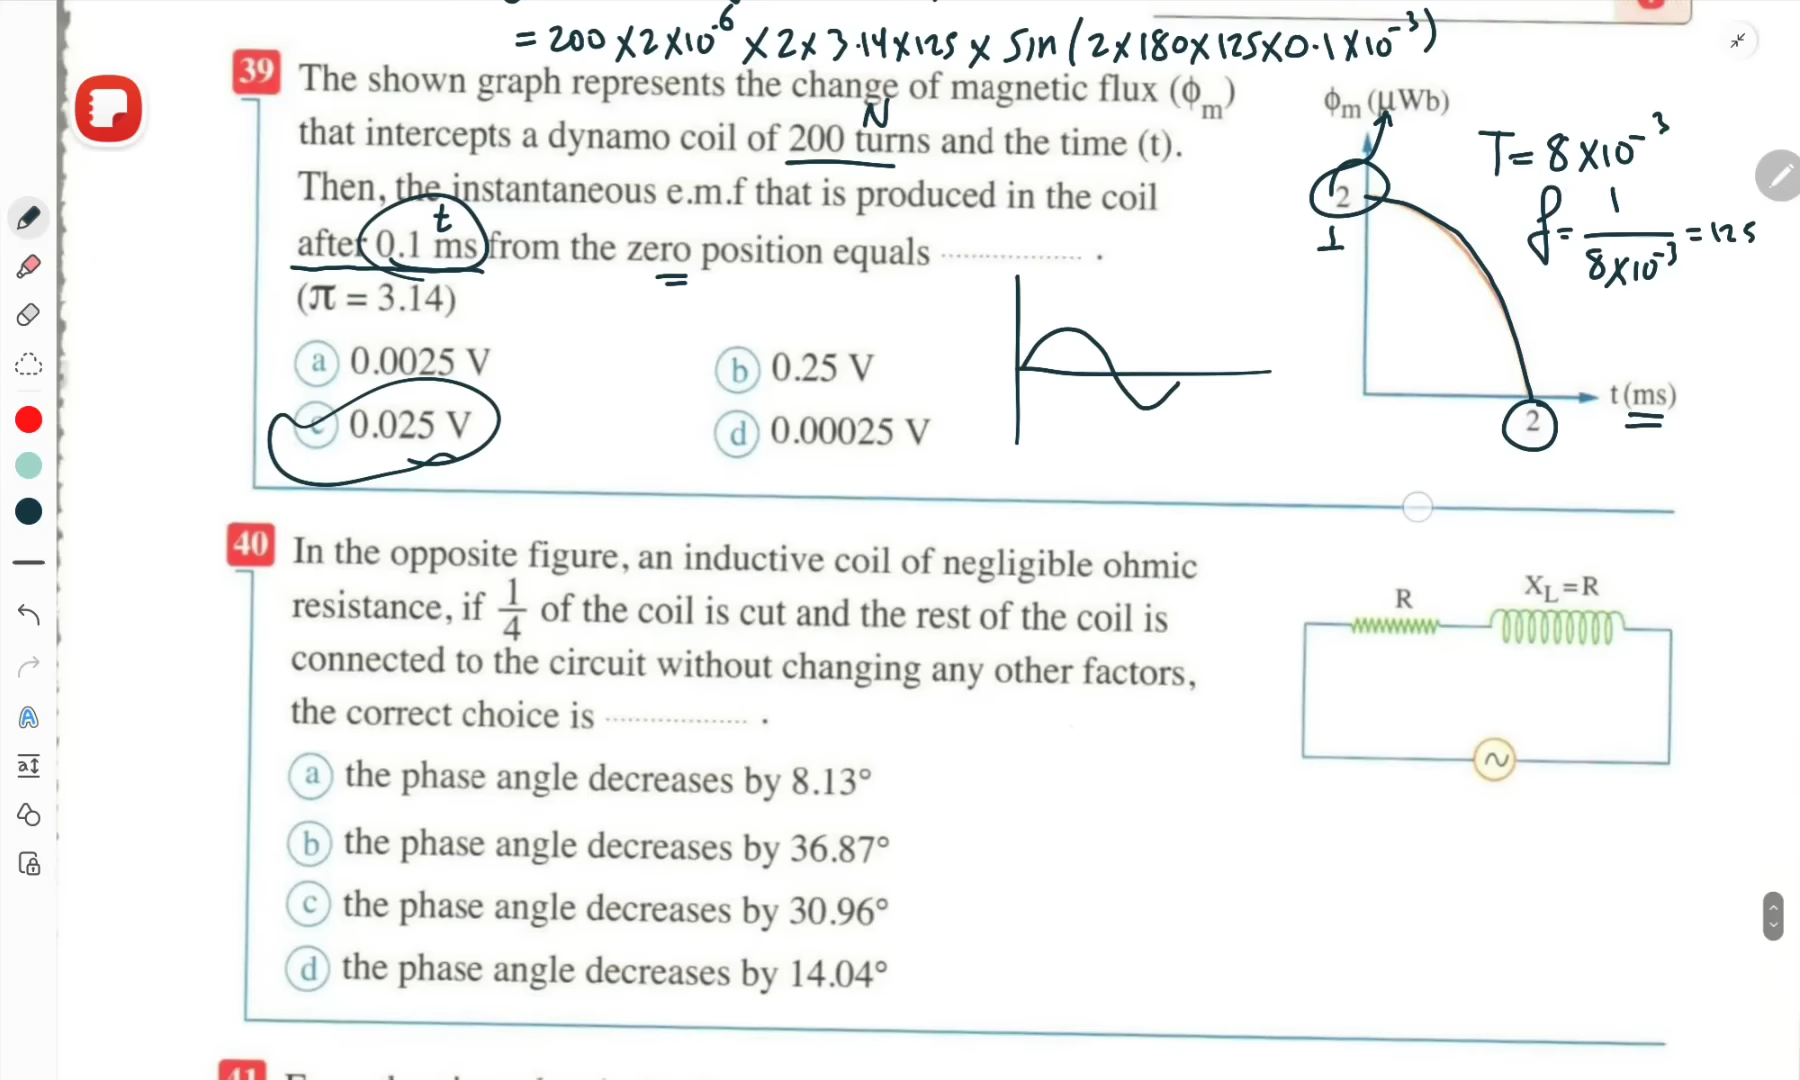 = 200 × 2 × 10⁻⁶ × 2 × 3.14 × 125 × sin (2 × 180 × 125 × 0.1 × 10⁻³)
39 The shown graph represents the change of magnetic flux (ϕm)
N
that intercepts a dynamo coil of 200 turns and the time (t).
Then, the instantaneous e.m.f that is produced in the coil
t
after 0.1 ms from the zero position equals .................. .
(π = 3.14)
a 0.0025 V
b 0.25 V
c 0.025 V
d 0.00025 V
ϕm (μWb)
2
2
t (ms)
T = 8 × 10⁻³
f = 1 / 8 × 10⁻³ = 125
40 In the opposite figure, an inductive coil of negligible ohmic
resistance, if 1/4 of the coil is cut and the rest of the coil is
connected to the circuit without changing any other factors,
the correct choice is .................. .
a the phase angle decreases by 8.13°
b the phase angle decreases by 36.87°
c the phase angle decreases by 30.96°
d the phase angle decreases by 14.04°
R
XL = R
~
41